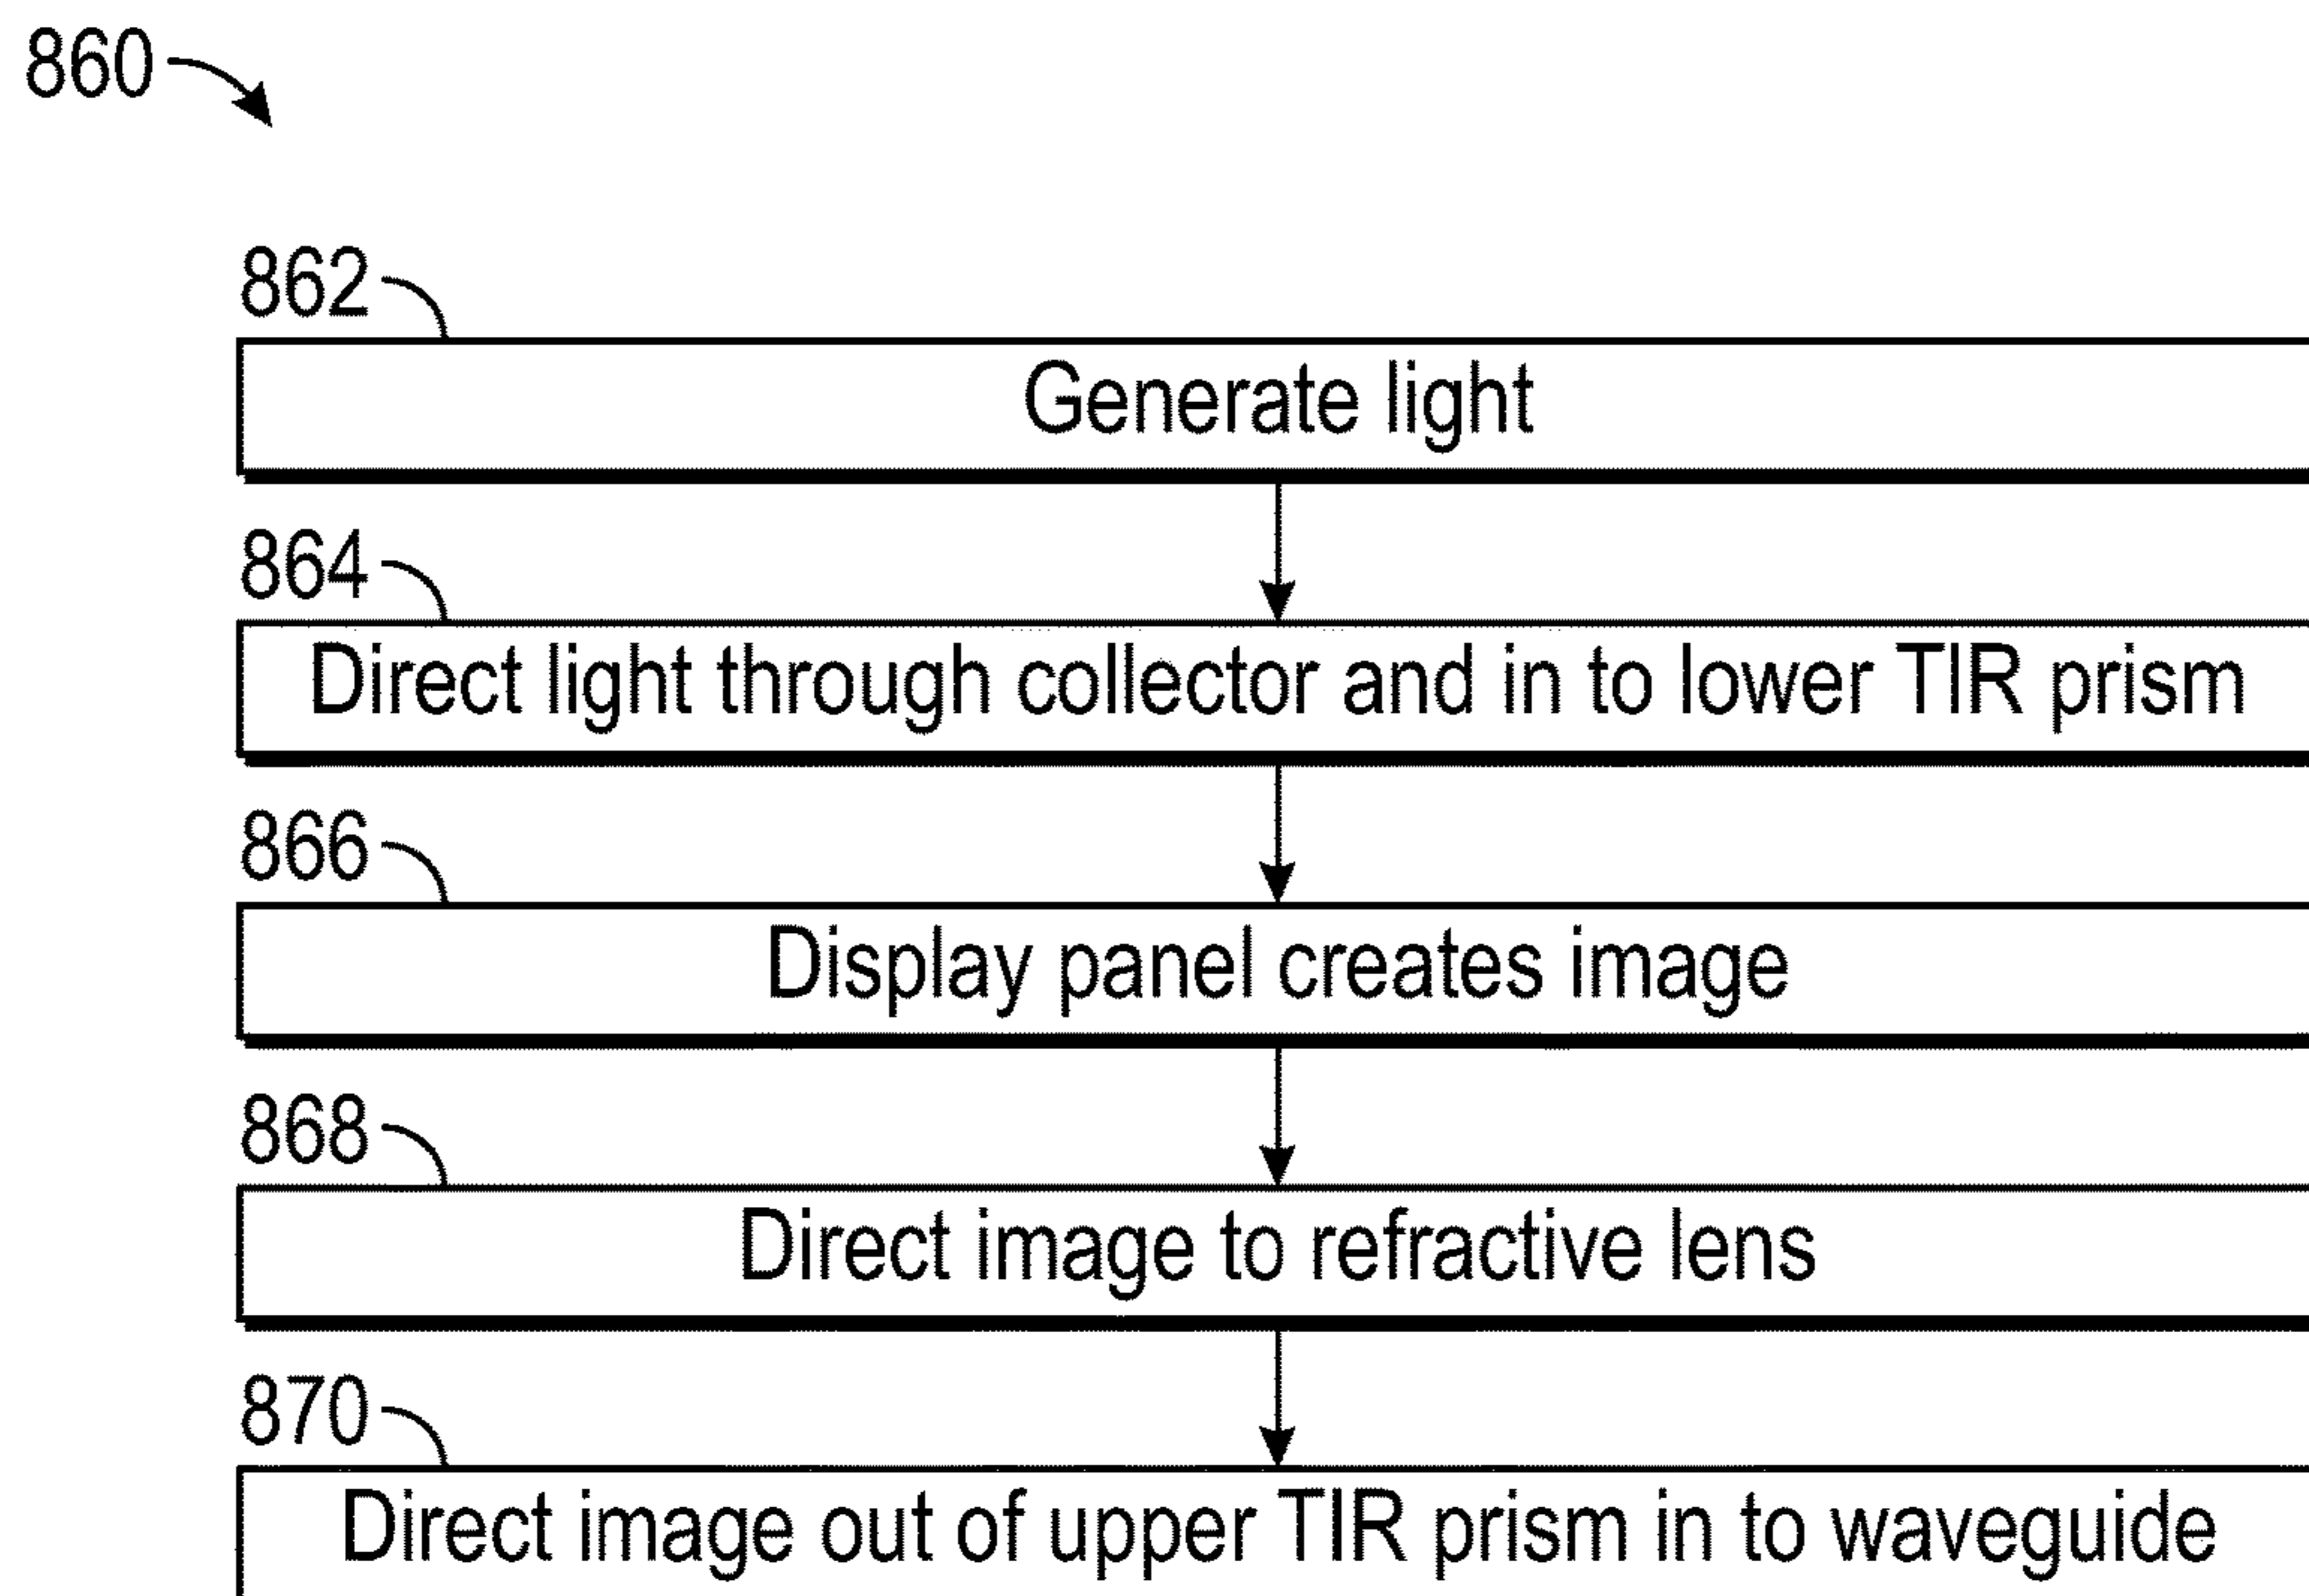 860
862
Generate light
864
Direct light through collector and in to lower TIR prism
866
Display panel creates image
868
Direct image to refractive lens
870
Direct image out of upper TIR prism in to waveguide